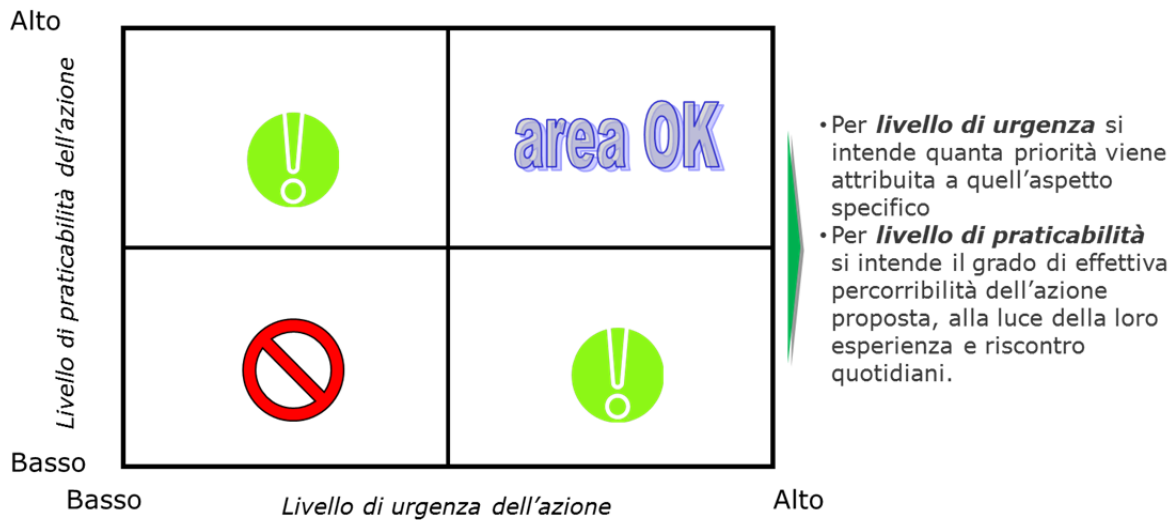 Alto
Livello di praticabilità dell'azione
area OK
Basso
Basso
Livello di urgenza dell'azione
Alto
• Per livello di urgenza si
intende quanta priorità viene
attribuita a quell'aspetto
specifico
• Per livello di praticabilità
si intende il grado di effettiva
percorribilità dell'azione
proposta, alla luce della loro
esperienza e riscontro
quotidiani.